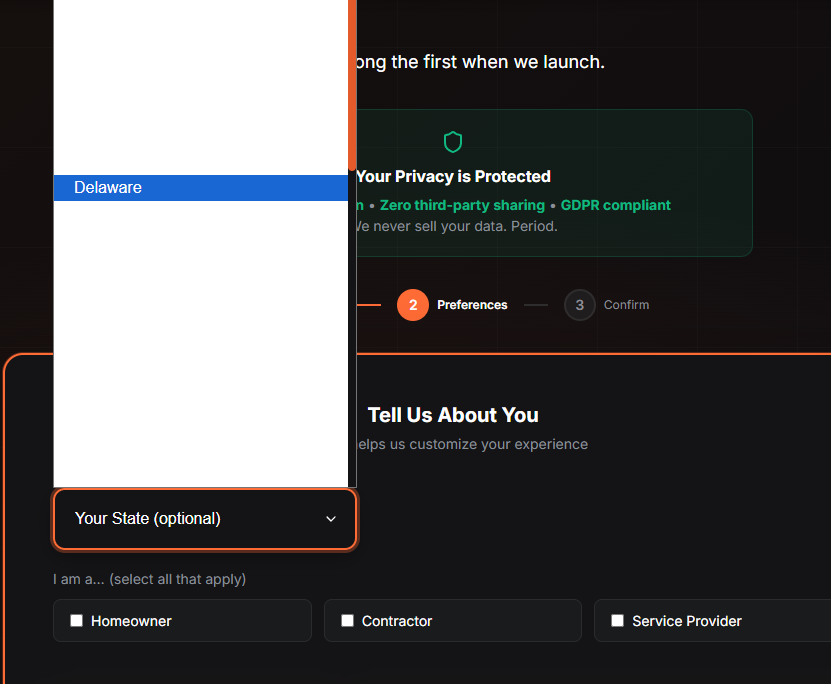 ong the first when we launch.
Your Privacy is Protected
n • Zero third-party sharing • GDPR compliant
We never sell your data. Period.
Delaware
2 Preferences 3 Confirm
Tell Us About You
elps us customize your experience
Your State (optional)
I am a... (select all that apply)
Homeowner Contractor Service Provider